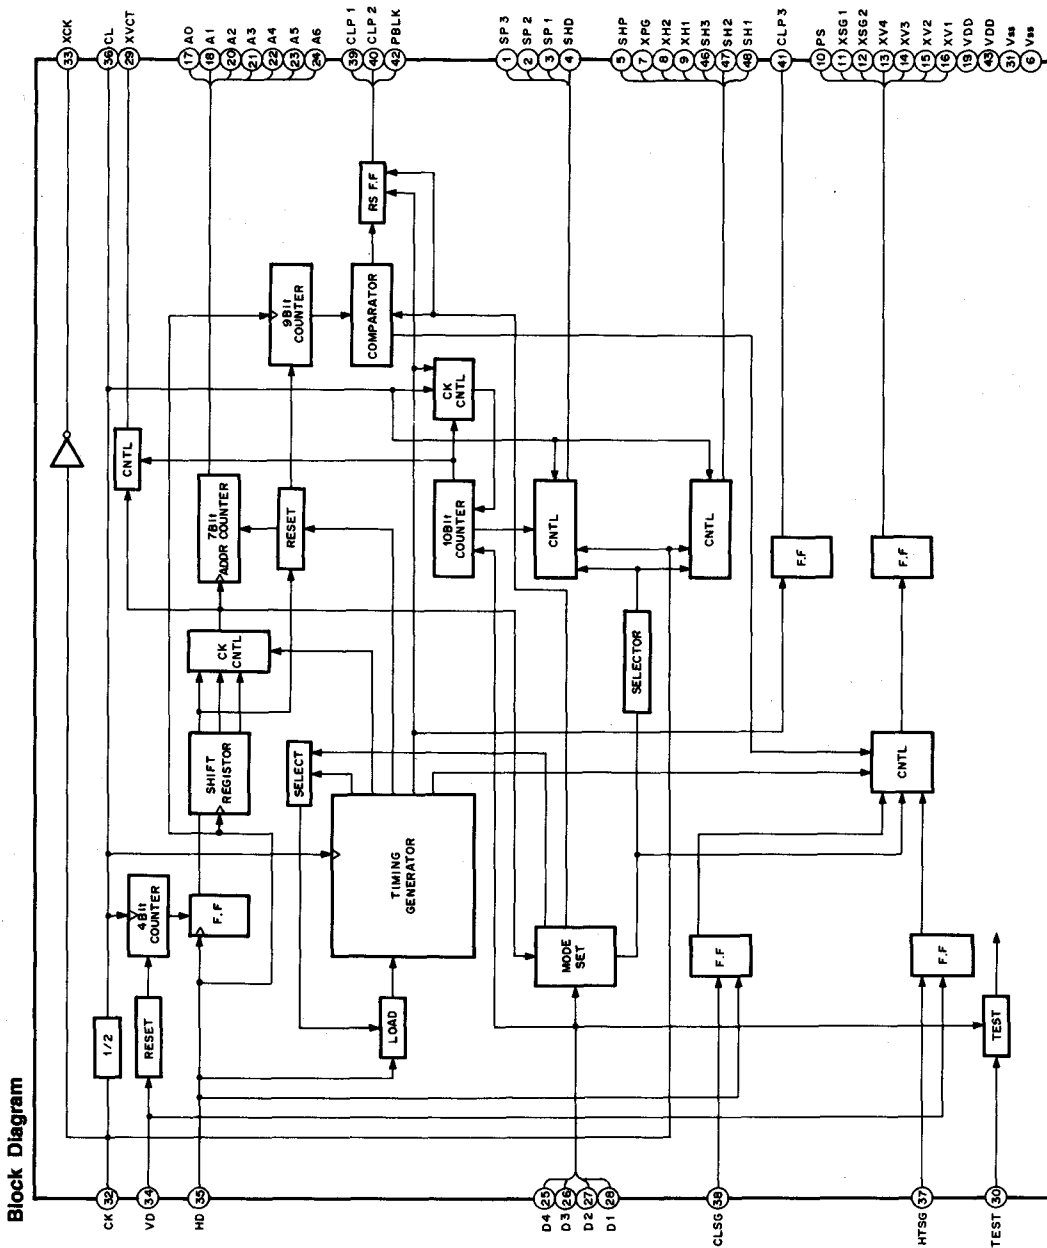 Block Diagram
33 XCK
36 CL
29 XVCT
17 A0
18 A1
20 A2
21 A3
22 A4
23 A5
24 A6
39 CLP 1
40 CLP 2
42 PBLK
1 SP 3
2 SP 2
3 SP 1
4 SHD
5 SHP
7 XPG
8 XH2
9 XH1
46 SH3
47 SH2
48 SH1
41 CLP3
10 PS
11 XSG1
12 XSG2
13 XV4
14 XV3
15 XV2
16 XV1
19 VDD
43 VDD
31 Vss
6 Vss
RS F.F
9Bit
COUNTER
COMPARATOR
CK
CNTL
CNTL
7Bit
ADDR COUNTER
RESET
10Bit
COUNTER
CNTL
CNTL
F.F
F.F
CK
CNTL
SELECTOR
SHIFT
REGISTOR
SELECT
CNTL
TIMING
GENERATOR
4Bit
COUNTER
F.F
MODE
SET
F.F
F.F
1/2
RESET
LOAD
TEST
CK 32
VD 34
HD 35
D4 25
D3 26
D2 27
D1 28
CLSG 38
HTSG 37
TEST 30